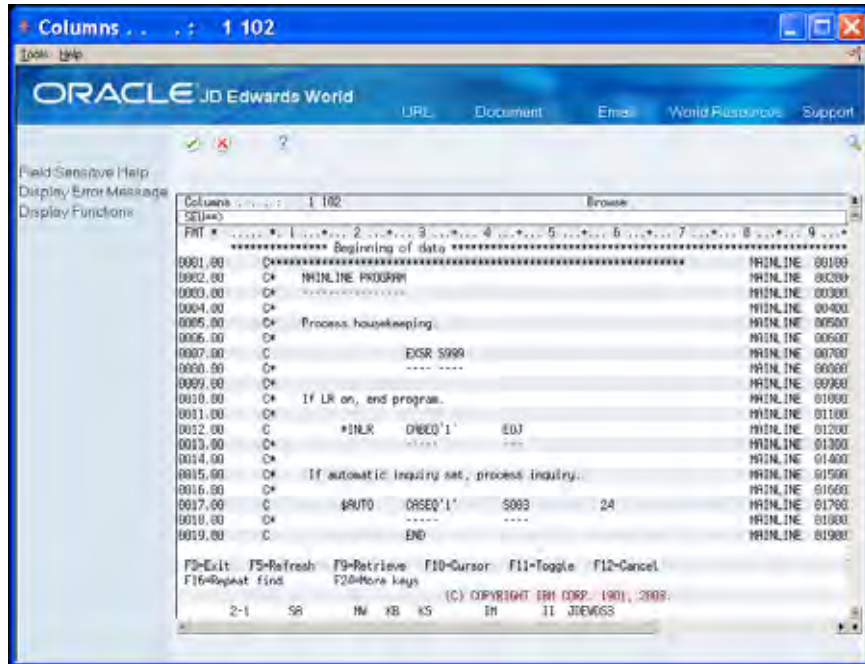 Columns . . . . : 1 102
Tools Help
ORACLE JD Edwards World
URL Document Email World Resources Support
?
Field Sensitive Help
Display Error Message
Display Functions
Columns . . . . . : 1 102 Browse
SEU==>
FMT * ..... *. 1 ...+... 2 ...+... 3 ...+... 4 ...+... 5 ...+... 6 ...+... 7 ...+... 8 ...+... 9 ...+
*************** Beginning of data ***************
0001.00 C**************************************************************** MAINLINE 00100
0002.00 C* MAINLINE PROGRAM MAINLINE 00200
0003.00 C* ---------------- MAINLINE 00300
0004.00 C* MAINLINE 00400
0005.00 C* Process housekeeping. MAINLINE 00500
0006.00 C* MAINLINE 00600
0007.00 C EXSR S999 MAINLINE 00700
0008.00 C* ---- ---- MAINLINE 00800
0009.00 C* MAINLINE 00900
0010.00 C* If LR on, end program. MAINLINE 01000
0011.00 C* MAINLINE 01100
0012.00 C *INLR CABEQ'1' EOJ MAINLINE 01200
0013.00 C* ----- --- MAINLINE 01300
0014.00 C* MAINLINE 01400
0015.00 C* If automatic inquiry set, process inquiry. MAINLINE 01500
0016.00 C* MAINLINE 01600
0017.00 C $AUTO CASEQ'1' S003 24 MAINLINE 01700
0018.00 C* ----- ---- MAINLINE 01800
0019.00 C END MAINLINE 01900
F3=Exit F5=Refresh F9=Retrieve F10=Cursor F11=Toggle F12=Cancel
F16=Repeat find F24=More keys
(C) COPYRIGHT IBM CORP. 1981, 2003.
2-1 SB MW KB KS IM II JDEWDS3